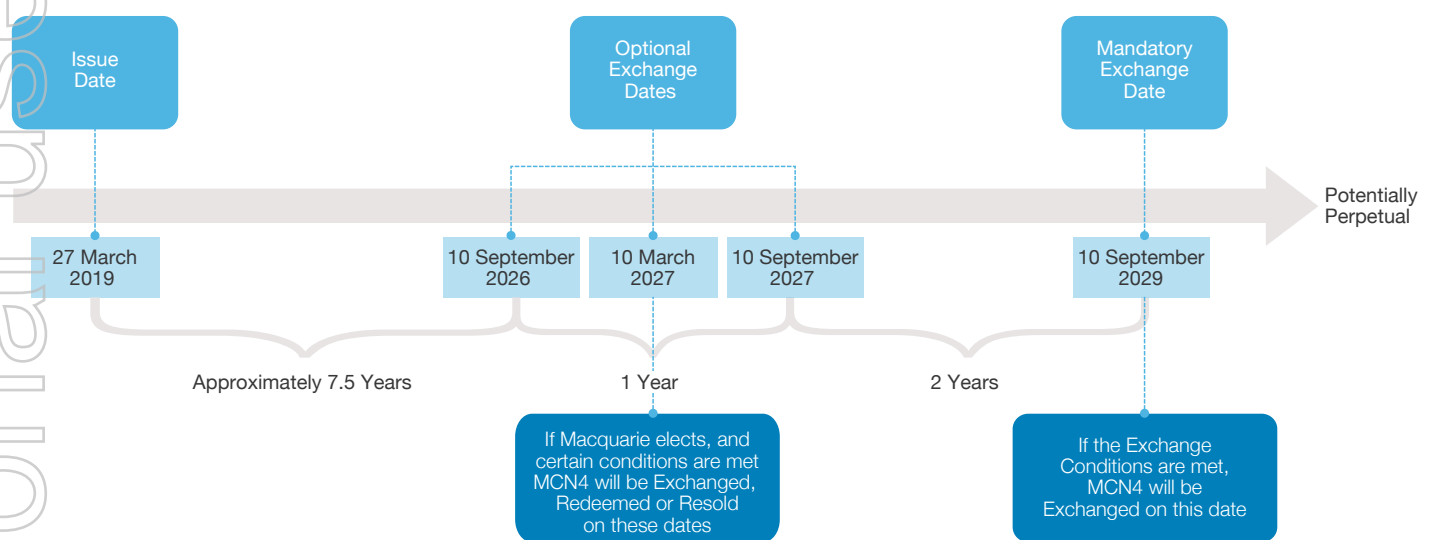 Issue
Date
Optional
Exchange
Dates
Mandatory
Exchange
Date
Potentially
Perpetual
27 March
2019
10 September
2026
10 March
2027
10 September
2027
10 September
2029
Approximately 7.5 Years
1 Year
2 Years
If Macquarie elects, and
certain conditions are met
MCN4 will be Exchanged,
Redeemed or Resold
on these dates
If the Exchange
Conditions are met,
MCN4 will be
Exchanged on this date